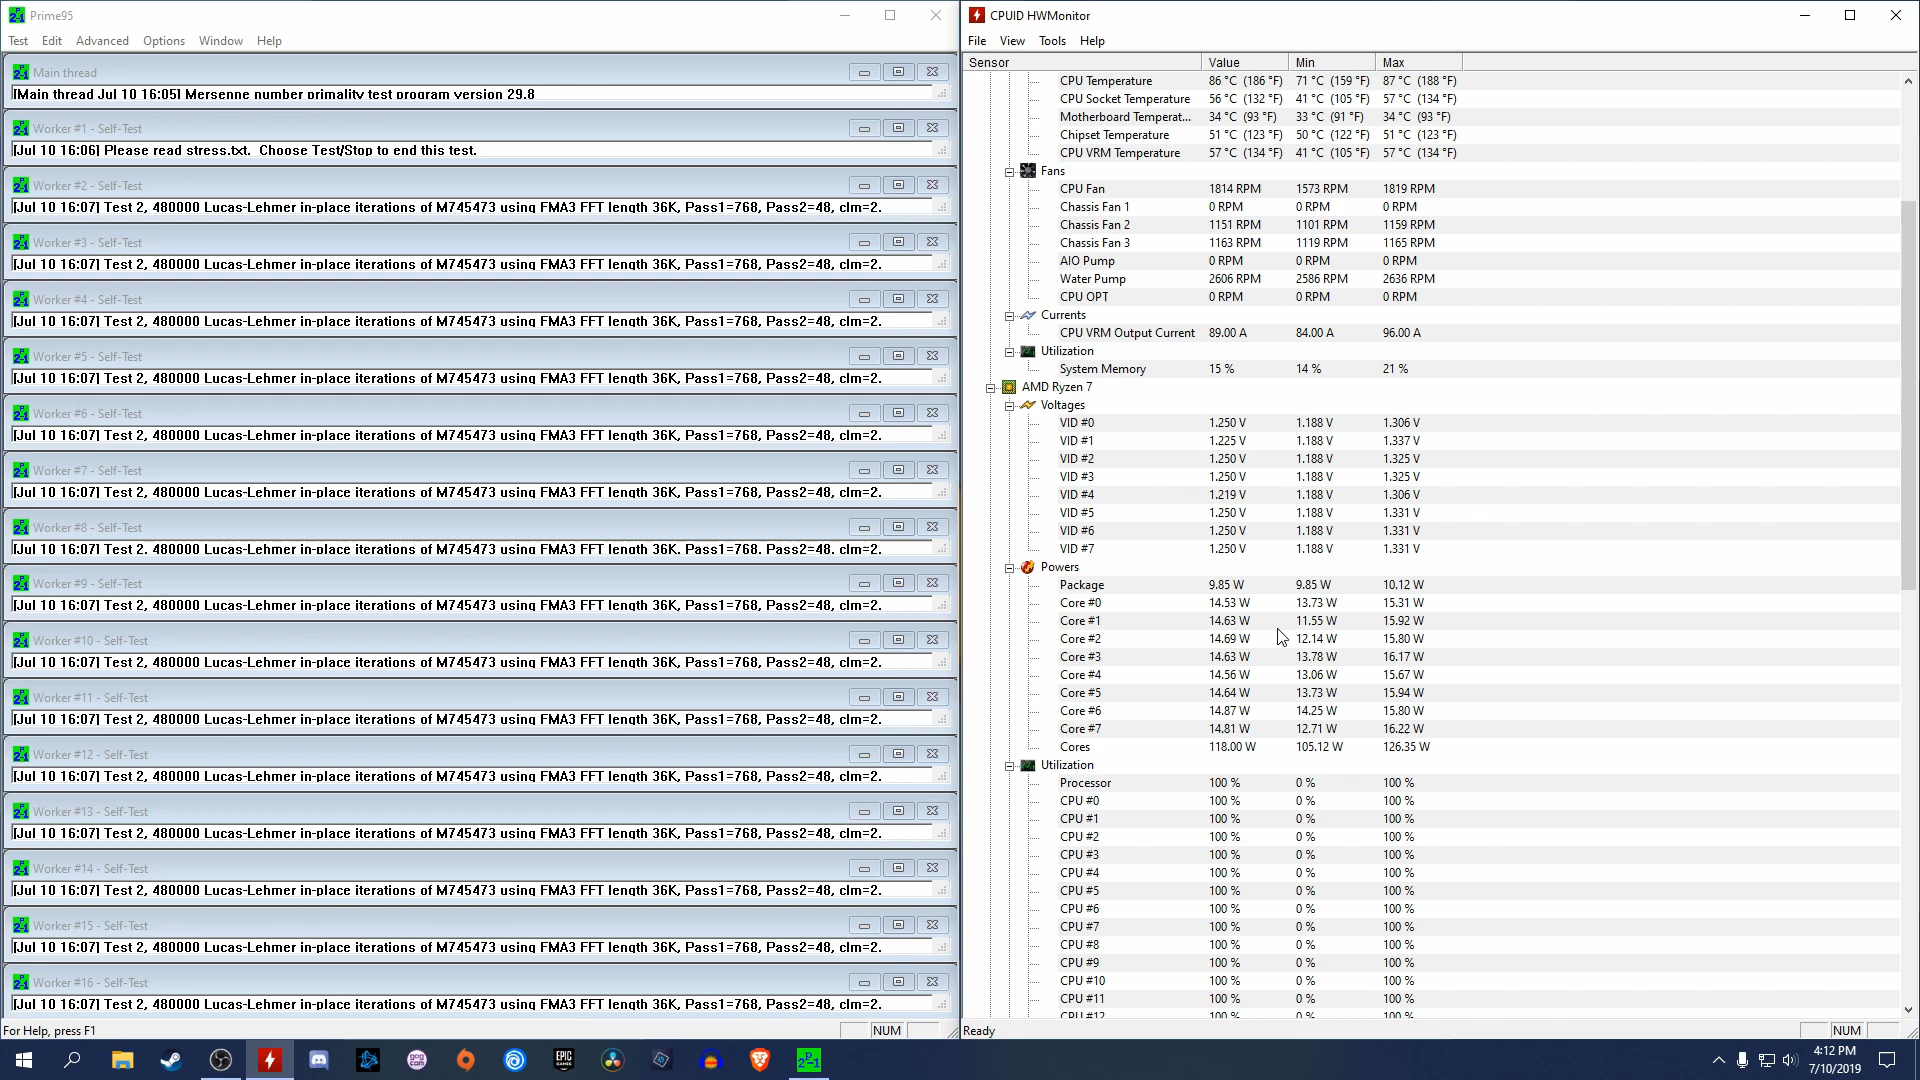 Prime95
Test Edit Advanced Options Window Help
Main thread
[Main thread Jul 10 16:05] Mersenne number primality test program version 29.8
Worker #1 - Self-Test
[Jul 10 16:06] Please read stress.txt.  Choose Test/Stop to end this test.
Worker #2 - Self-Test
[Jul 10 16:07] Test 2, 480000 Lucas-Lehmer in-place iterations of M745473 using FMA3 FFT length 36K, Pass1=768, Pass2=48, clm=2.
Worker #3 - Self-Test
[Jul 10 16:07] Test 2, 480000 Lucas-Lehmer in-place iterations of M745473 using FMA3 FFT length 36K, Pass1=768, Pass2=48, clm=2.
Worker #4 - Self-Test
[Jul 10 16:07] Test 2, 480000 Lucas-Lehmer in-place iterations of M745473 using FMA3 FFT length 36K, Pass1=768, Pass2=48, clm=2.
Worker #5 - Self-Test
[Jul 10 16:07] Test 2, 480000 Lucas-Lehmer in-place iterations of M745473 using FMA3 FFT length 36K, Pass1=768, Pass2=48, clm=2.
Worker #6 - Self-Test
[Jul 10 16:07] Test 2, 480000 Lucas-Lehmer in-place iterations of M745473 using FMA3 FFT length 36K, Pass1=768, Pass2=48, clm=2.
Worker #7 - Self-Test
[Jul 10 16:07] Test 2, 480000 Lucas-Lehmer in-place iterations of M745473 using FMA3 FFT length 36K, Pass1=768, Pass2=48, clm=2.
Worker #8 - Self-Test
[Jul 10 16:07] Test 2, 480000 Lucas-Lehmer in-place iterations of M745473 using FMA3 FFT length 36K, Pass1=768, Pass2=48, clm=2.
Worker #9 - Self-Test
[Jul 10 16:07] Test 2, 480000 Lucas-Lehmer in-place iterations of M745473 using FMA3 FFT length 36K, Pass1=768, Pass2=48, clm=2.
Worker #10 - Self-Test
[Jul 10 16:07] Test 2, 480000 Lucas-Lehmer in-place iterations of M745473 using FMA3 FFT length 36K, Pass1=768, Pass2=48, clm=2.
Worker #11 - Self-Test
[Jul 10 16:07] Test 2, 480000 Lucas-Lehmer in-place iterations of M745473 using FMA3 FFT length 36K, Pass1=768, Pass2=48, clm=2.
Worker #12 - Self-Test
[Jul 10 16:07] Test 2, 480000 Lucas-Lehmer in-place iterations of M745473 using FMA3 FFT length 36K, Pass1=768, Pass2=48, clm=2.
Worker #13 - Self-Test
[Jul 10 16:07] Test 2, 480000 Lucas-Lehmer in-place iterations of M745473 using FMA3 FFT length 36K, Pass1=768, Pass2=48, clm=2.
Worker #14 - Self-Test
[Jul 10 16:07] Test 2, 480000 Lucas-Lehmer in-place iterations of M745473 using FMA3 FFT length 36K, Pass1=768, Pass2=48, clm=2.
Worker #15 - Self-Test
[Jul 10 16:07] Test 2, 480000 Lucas-Lehmer in-place iterations of M745473 using FMA3 FFT length 36K, Pass1=768, Pass2=48, clm=2.
Worker #16 - Self-Test
[Jul 10 16:07] Test 2, 480000 Lucas-Lehmer in-place iterations of M745473 using FMA3 FFT length 36K, Pass1=768, Pass2=48, clm=2.
For Help, press F1 NUM
CPUID HWMonitor
File View Tools Help
Sensor Value Min Max
CPU Temperature 86 °C (186 °F) 71 °C (159 °F) 87 °C (188 °F)
CPU Socket Temperature 56 °C (132 °F) 41 °C (105 °F) 57 °C (134 °F)
Motherboard Temperat... 34 °C (93 °F) 33 °C (91 °F) 34 °C (93 °F)
Chipset Temperature 51 °C (123 °F) 50 °C (122 °F) 51 °C (123 °F)
CPU VRM Temperature 57 °C (134 °F) 41 °C (105 °F) 57 °C (134 °F)
Fans
CPU Fan 1814 RPM 1573 RPM 1819 RPM
Chassis Fan 1 0 RPM 0 RPM 0 RPM
Chassis Fan 2 1151 RPM 1101 RPM 1159 RPM
Chassis Fan 3 1163 RPM 1119 RPM 1165 RPM
AIO Pump 0 RPM 0 RPM 0 RPM
Water Pump 2606 RPM 2586 RPM 2636 RPM
CPU OPT 0 RPM 0 RPM 0 RPM
Currents
CPU VRM Output Current 89.00 A 84.00 A 96.00 A
Utilization
System Memory 15 % 14 % 21 %
AMD Ryzen 7
Voltages
VID #0 1.250 V 1.188 V 1.306 V
VID #1 1.225 V 1.188 V 1.337 V
VID #2 1.250 V 1.188 V 1.325 V
VID #3 1.250 V 1.188 V 1.325 V
VID #4 1.219 V 1.188 V 1.306 V
VID #5 1.250 V 1.188 V 1.331 V
VID #6 1.250 V 1.188 V 1.331 V
VID #7 1.250 V 1.188 V 1.331 V
Powers
Package 9.85 W 9.85 W 10.12 W
Core #0 14.53 W 13.73 W 15.31 W
Core #1 14.63 W 11.55 W 15.92 W
Core #2 14.69 W 12.14 W 15.80 W
Core #3 14.63 W 13.78 W 16.17 W
Core #4 14.56 W 13.06 W 15.67 W
Core #5 14.64 W 13.73 W 15.94 W
Core #6 14.87 W 14.25 W 15.80 W
Core #7 14.81 W 12.71 W 16.22 W
Cores 118.00 W 105.12 W 126.35 W
Utilization
Processor 100 % 0 % 100 %
CPU #0 100 % 0 % 100 %
CPU #1 100 % 0 % 100 %
CPU #2 100 % 0 % 100 %
CPU #3 100 % 0 % 100 %
CPU #4 100 % 0 % 100 %
CPU #5 100 % 0 % 100 %
CPU #6 100 % 0 % 100 %
CPU #7 100 % 0 % 100 %
CPU #8 100 % 0 % 100 %
CPU #9 100 % 0 % 100 %
CPU #10 100 % 0 % 100 %
CPU #11 100 % 0 % 100 %
CPU #12 100 % 0 % 100 %
Ready NUM
GOG COM
EPIC GAMES
4:12 PM
7/10/2019